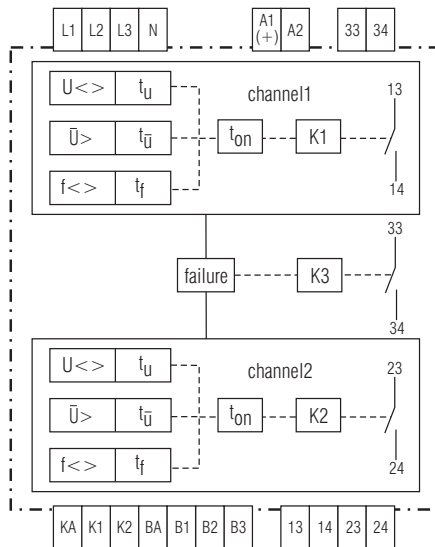 L1 L2 L3 N A1 (+) A2 33 34
channel1
U<> tu
Ū> tū
f<> tf
ton K1
13
14
failure K3
33
34
channel2
U<> tu
Ū> tū
f<> tf
ton K2
23
24
KA K1 K2 BA B1 B2 B3 13 14 23 24